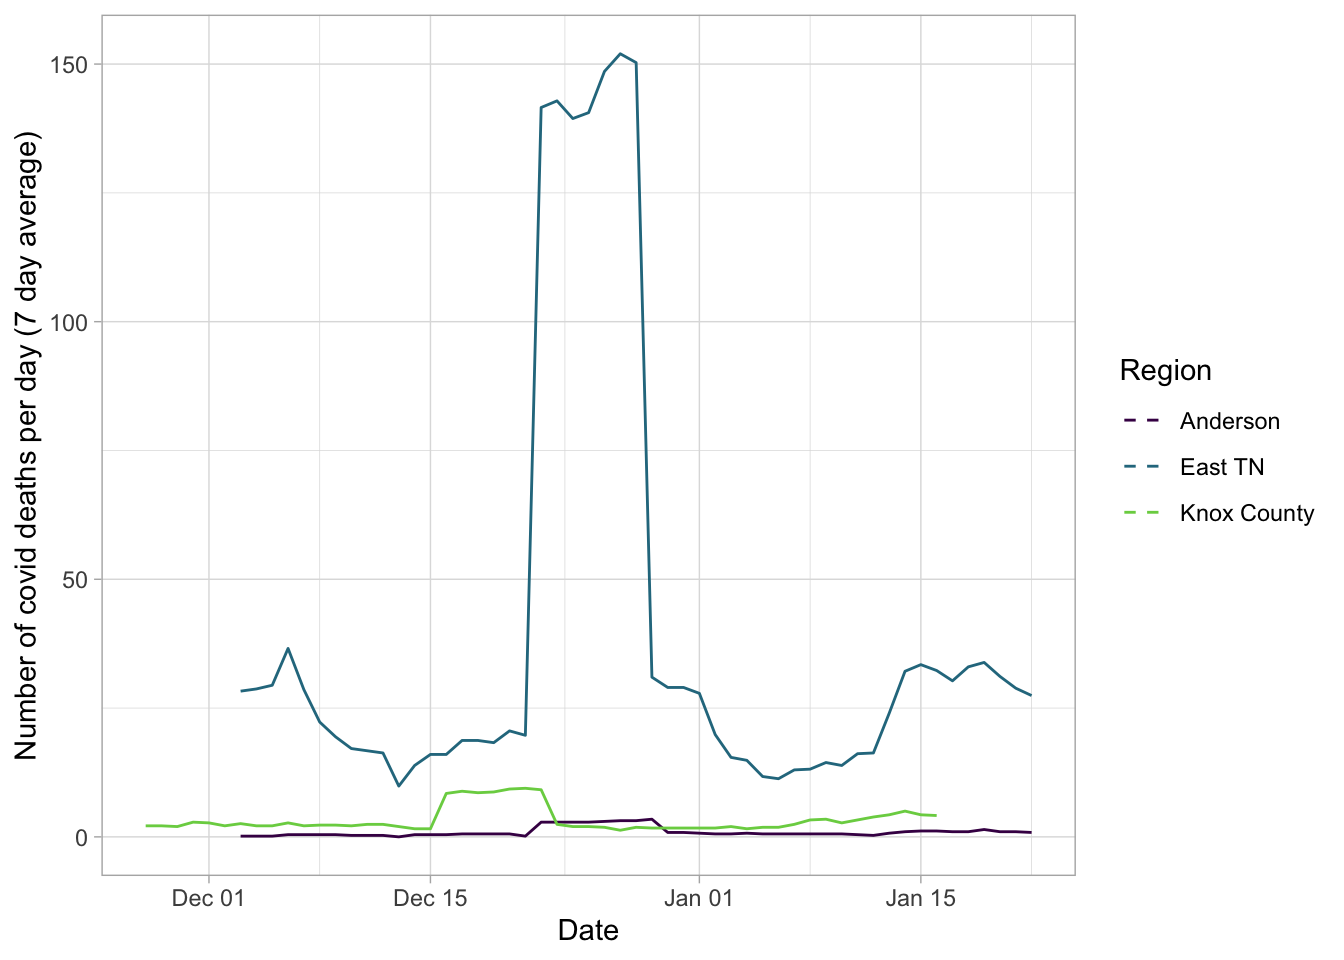 Number of covid deaths per day (7 day average)
150
100
50
0
Dec 01
Dec 15
Jan 01
Jan 15
Date
Region
Anderson
East TN
Knox County